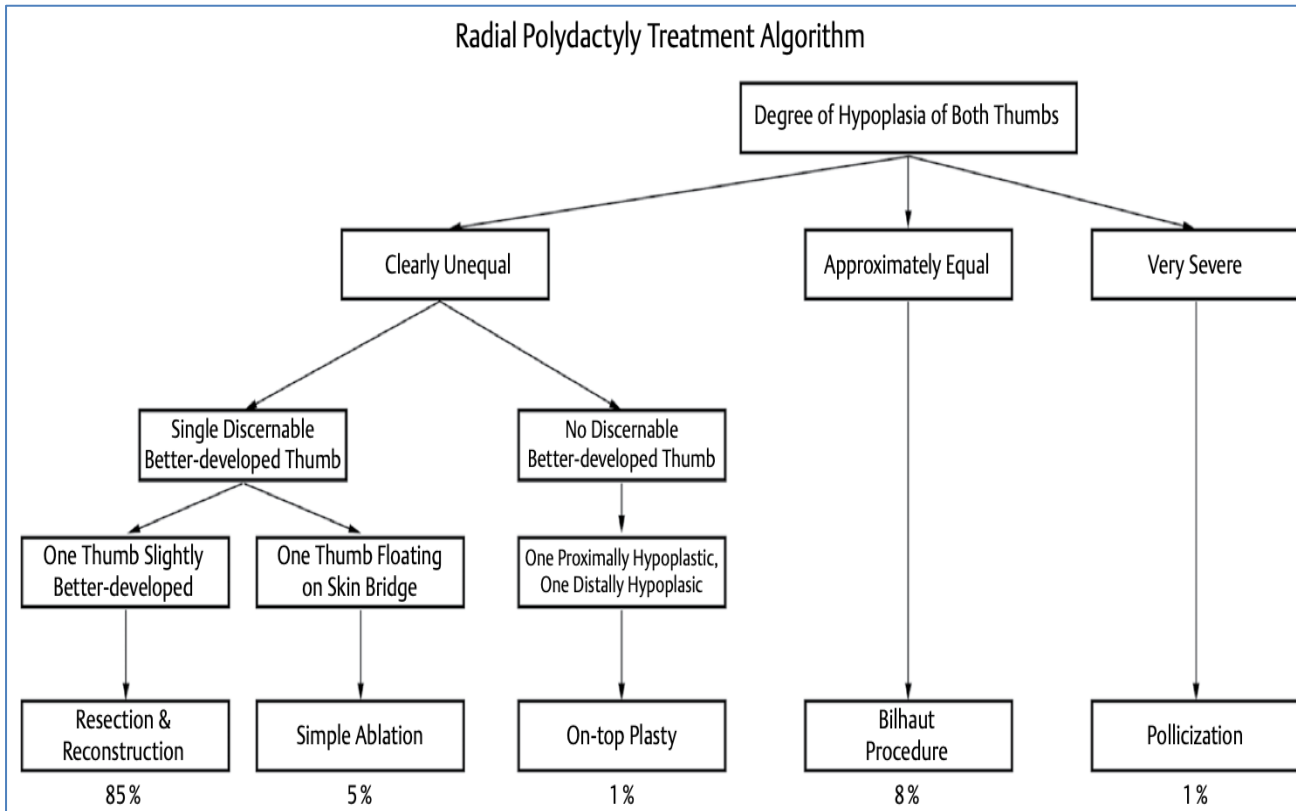 Radial Polydactyly Treatment Algorithm
Degree of Hypoplasia of Both Thumbs
Clearly Unequal
Approximately Equal
Very Severe
Single Discernable
Better-developed Thumb
No Discernable
Better-developed Thumb
One Thumb Slightly
Better-developed
One Thumb Floating
on Skin Bridge
One Proximally Hypoplastic,
One Distally Hypoplasic
Resection &
Reconstruction
Simple Ablation
On-top Plasty
Bilhaut
Procedure
Pollicization
85%
5%
1%
8%
1%